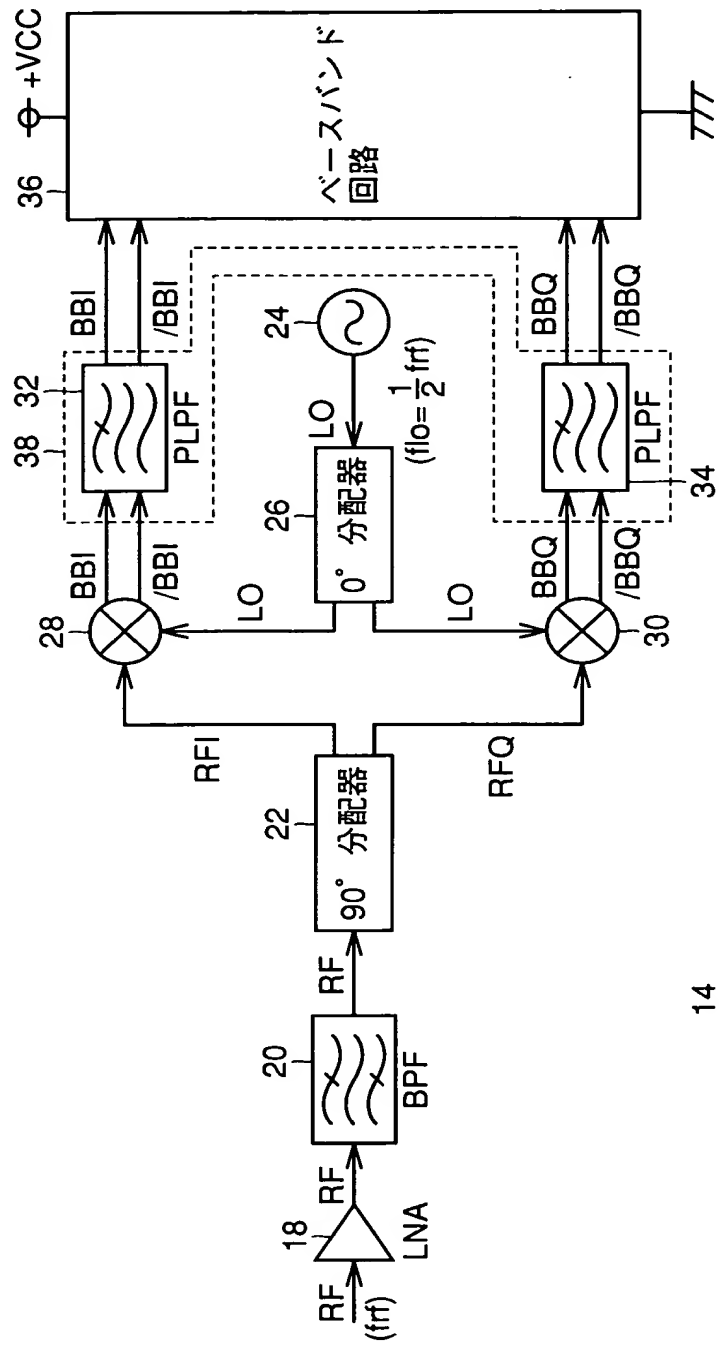 RF
(frf)
18
LNA
RF
20
BPF
RF
22
90° 分配器
RFI
RFQ
28
LO
LO
30
26
0° 分配器
LO
24
(flo=1/2 frf)
BBI
/BBI
38
32
PLPF
BBI
/BBI
BBQ
/BBQ
PLPF
34
BBQ
/BBQ
36
+VCC
ベースバンド
回路
14